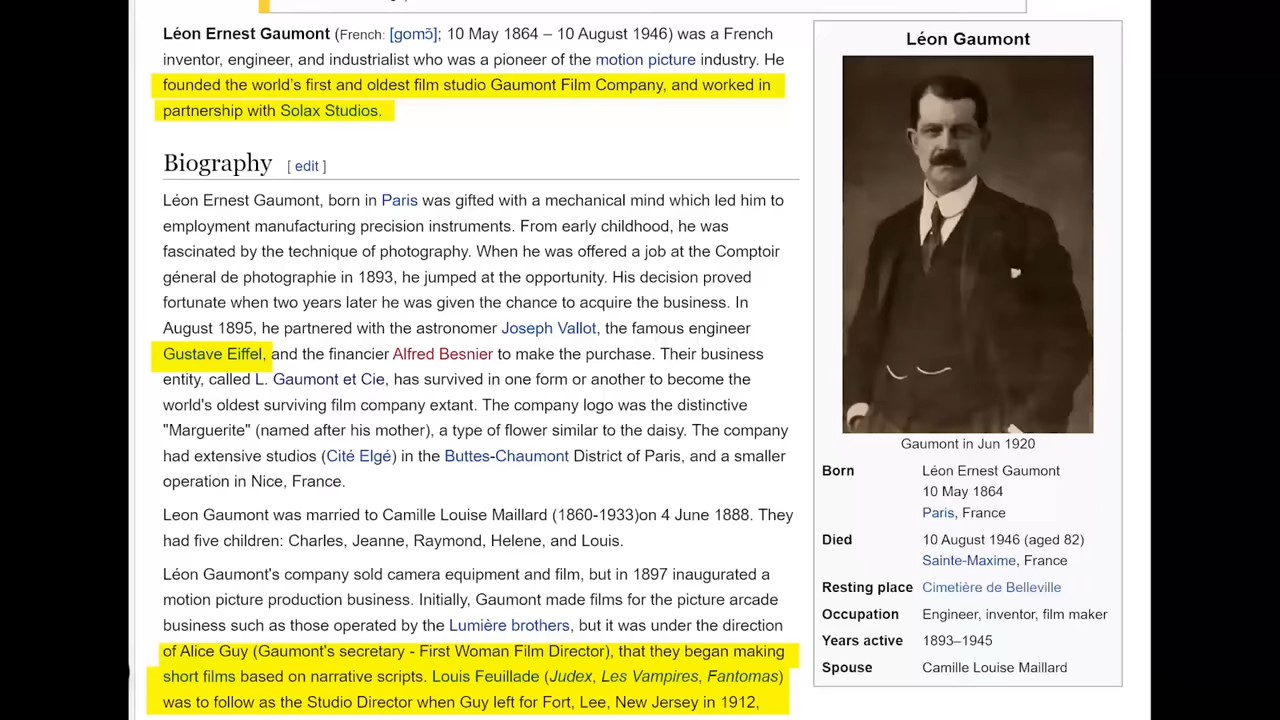 Léon Ernest Gaumont (French: [gomɔ̃]; 10 May 1864 – 10 August 1946) was a French
inventor, engineer, and industrialist who was a pioneer of the motion picture industry. He
founded the world's first and oldest film studio Gaumont Film Company, and worked in
partnership with Solax Studios.
Biography [ edit ]
Léon Ernest Gaumont, born in Paris was gifted with a mechanical mind which led him to
employment manufacturing precision instruments. From early childhood, he was
fascinated by the technique of photography. When he was offered a job at the Comptoir
géneral de photographie in 1893, he jumped at the opportunity. His decision proved
fortunate when two years later he was given the chance to acquire the business. In
August 1895, he partnered with the astronomer Joseph Vallot, the famous engineer
Gustave Eiffel, and the financier Alfred Besnier to make the purchase. Their business
entity, called L. Gaumont et Cie, has survived in one form or another to become the
world's oldest surviving film company extant. The company logo was the distinctive
"Marguerite" (named after his mother), a type of flower similar to the daisy. The company
had extensive studios (Cité Elgé) in the Buttes-Chaumont District of Paris, and a smaller
operation in Nice, France.
Leon Gaumont was married to Camille Louise Maillard (1860-1933)on 4 June 1888. They
had five children: Charles, Jeanne, Raymond, Helene, and Louis.
Léon Gaumont's company sold camera equipment and film, but in 1897 inaugurated a
motion picture production business. Initially, Gaumont made films for the picture arcade
business such as those operated by the Lumière brothers, but it was under the direction
of Alice Guy (Gaumont's secretary - First Woman Film Director), that they began making
short films based on narrative scripts. Louis Feuillade (Judex, Les Vampires, Fantomas)
was to follow as the Studio Director when Guy left for Fort, Lee, New Jersey in 1912,
Léon Gaumont
Gaumont in Jun 1920
Born Léon Ernest Gaumont
10 May 1864
Paris, France
Died 10 August 1946 (aged 82)
Sainte-Maxime, France
Resting place Cimetière de Belleville
Occupation Engineer, inventor, film maker
Years active 1893–1945
Spouse Camille Louise Maillard